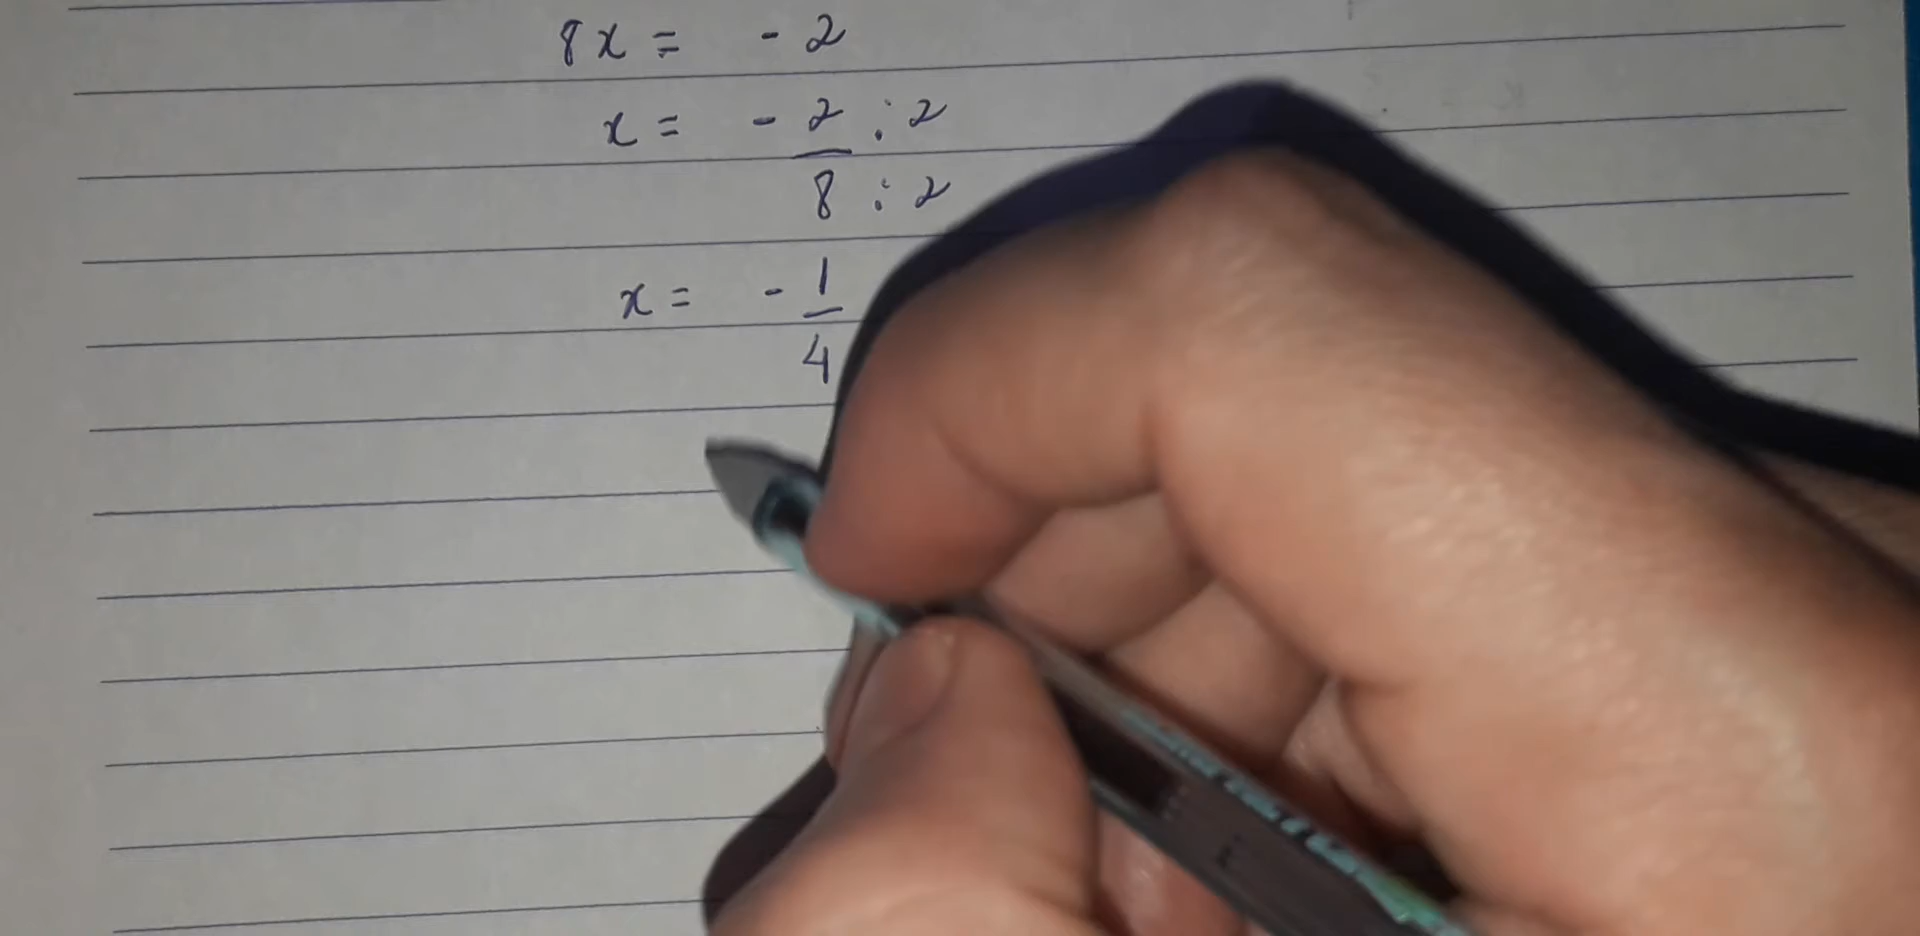 8x = - 2
x = - 2 : 2
8 : 2
x = - 1
4